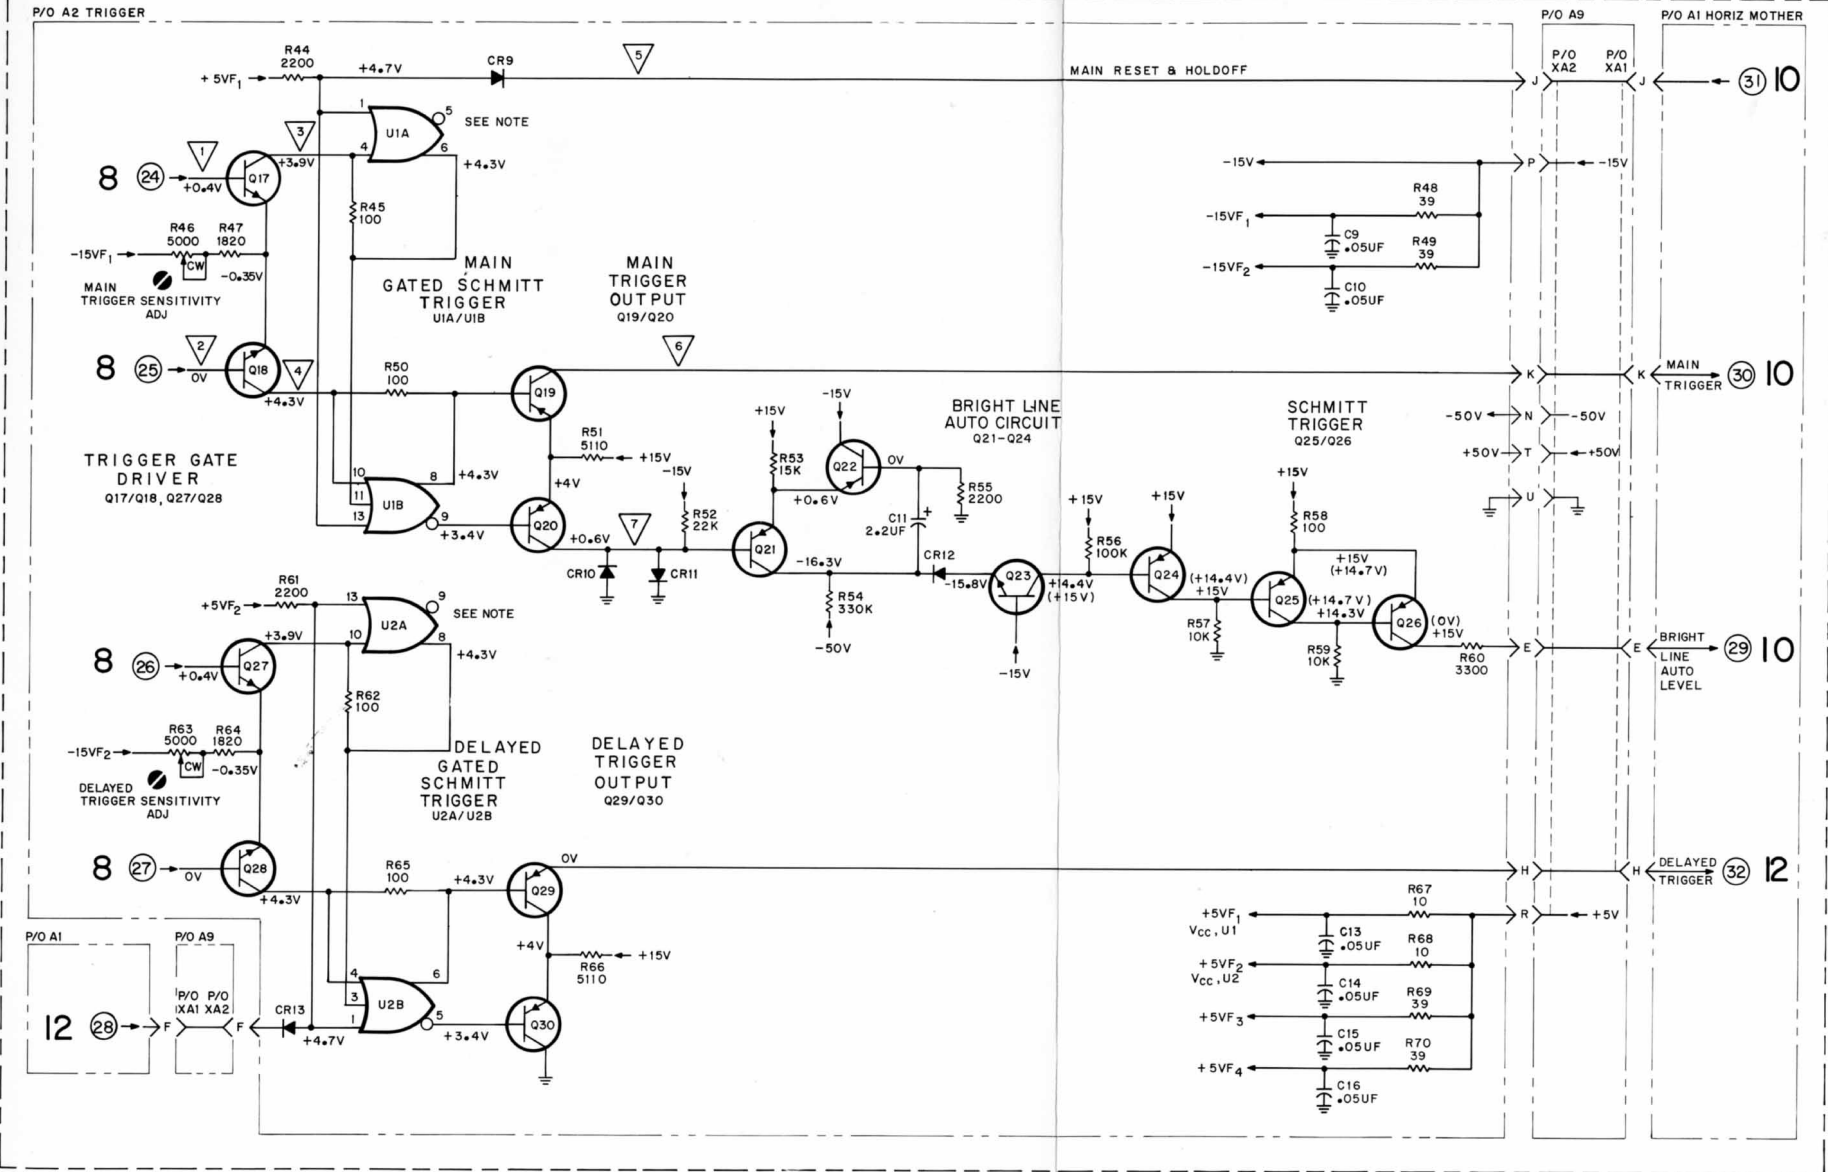 P/O A2 TRIGGER
P/O A9
P/O A1 HORIZ MOTHER
R44
2200
+5VF1
+4.7V
CR9
5
MAIN RESET & HOLDOFF
J
P/O
XA2
P/O
XA1
J
31 10
1
U1A
5
SEE NOTE
4
6
+4.3V
3
+3.9V
1
8 24
+0.4V
Q17
R45
100
R46
5000
R47
1820
-15VF1
CW
-0.35V
MAIN
TRIGGER SENSITIVITY
ADJ
MAIN
GATED SCHMITT
TRIGGER
U1A/U1B
MAIN
TRIGGER
OUTPUT
Q19/Q20
-15V
P
-15V
R48
39
-15VF1
C9
.05UF
R49
39
-15VF2
C10
.05UF
2
8 25
0V
Q18
4
+4.3V
R50
100
Q19
6
K
K
MAIN
TRIGGER
30 10
-50V
N
-50V
+50V
T
+50V
U
TRIGGER GATE
DRIVER
Q17/Q18, Q27/Q28
10
11
13
U1B
8
+4.3V
9
+3.4V
R51
5110
+15V
+4V
Q20
+0.6V
7
-15V
R52
22K
CR10
CR11
+15V
R53
15K
-15V
Q22
0V
+0.6V
R55
2200
C11
2.2UF
+
BRIGHT LINE
AUTO CIRCUIT
Q21-Q24
Q21
-16.3V
CR12
-15.8V
R54
330K
-50V
Q23
+14.4V
(+15V)
-15V
+15V
R56
100K
+15V
Q24
(+14.4V)
+15V
R57
10K
SCHMITT
TRIGGER
Q25/Q26
+15V
R58
100
+15V
(+14.7V)
Q25
(+14.7V)
+14.3V
R59
10K
Q26
(0V)
+15V
R60
3300
E
E
BRIGHT
LINE
AUTO
LEVEL
29 10
R61
2200
+5VF2
13
U2A
9
SEE NOTE
10
8
+4.3V
+3.9V
8 26
+0.4V
Q27
R62
100
R63
5000
R64
1820
-15VF2
CW
-0.35V
DELAYED
TRIGGER SENSITIVITY
ADJ
DELAYED
GATED
SCHMITT
TRIGGER
U2A/U2B
DELAYED
TRIGGER
OUTPUT
Q29/Q30
8 27
0V
Q28
+4.3V
R65
100
+4.3V
Q29
0V
H
H
DELAYED
TRIGGER
32 12
+4V
R66
5110
+15V
4
3
1
U2B
6
5
+3.4V
Q30
P/O A1
P/O A9
P/O
XA1
P/O
XA2
12 28
F
F
CR13
+4.7V
+5VF1
VCC, U1
R67
10
R
+5V
C13
.05UF
R68
10
+5VF2
VCC, U2
C14
.05UF
R69
39
+5VF3
C15
.05UF
R70
39
+5VF4
C16
.05UF